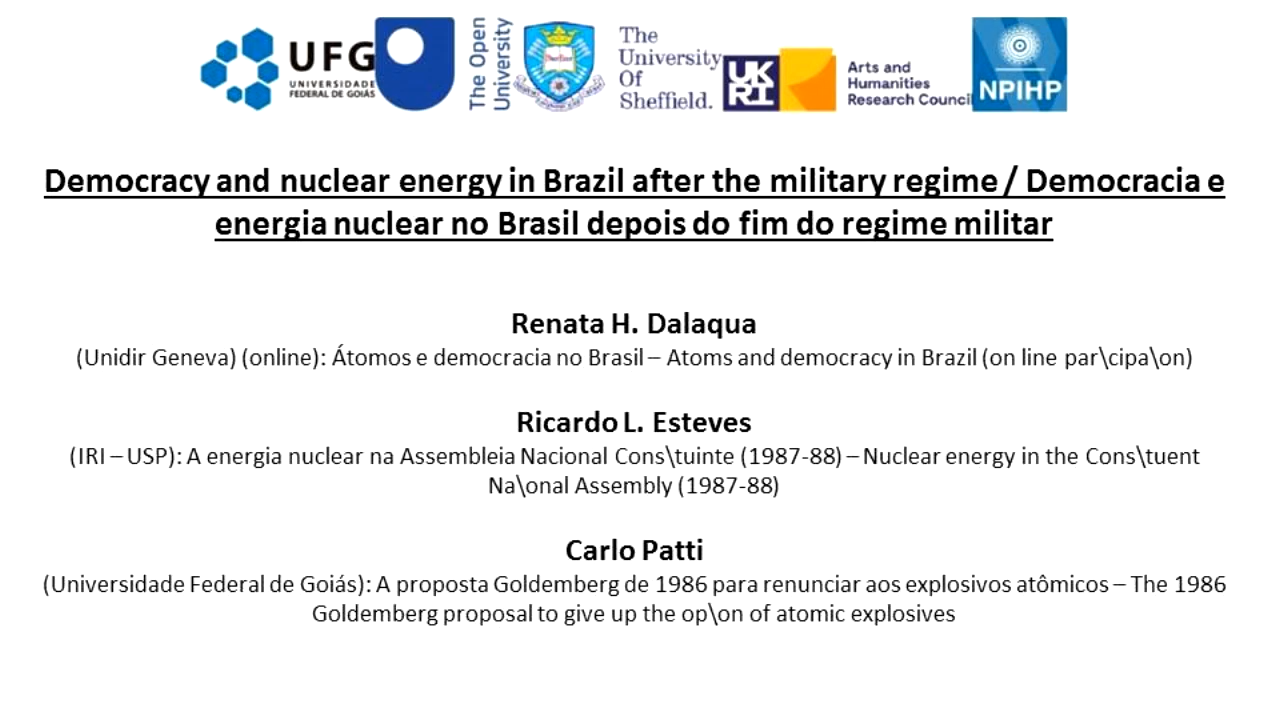 UFG
UNIVERSIDADE
FEDERAL DE GOIÁS
The Open
University
The
University
Of
Sheffield.
UK
RI
Arts and
Humanities
Research Council
NPIHP
Democracy and nuclear energy in Brazil after the military regime / Democracia e
energia nuclear no Brasil depois do fim do regime militar
Renata H. Dalaqua
(Unidir Geneva) (online): Átomos e democracia no Brasil – Atoms and democracy in Brazil (on line par\cipa\on)
Ricardo L. Esteves
(IRI – USP): A energia nuclear na Assembleia Nacional Cons\tuinte (1987-88) – Nuclear energy in the Cons\tuent
Na\onal Assembly (1987-88)
Carlo Patti
(Universidade Federal de Goiás): A proposta Goldemberg de 1986 para renunciar aos explosivos atômicos – The 1986
Goldemberg proposal to give up the op\on of atomic explosives